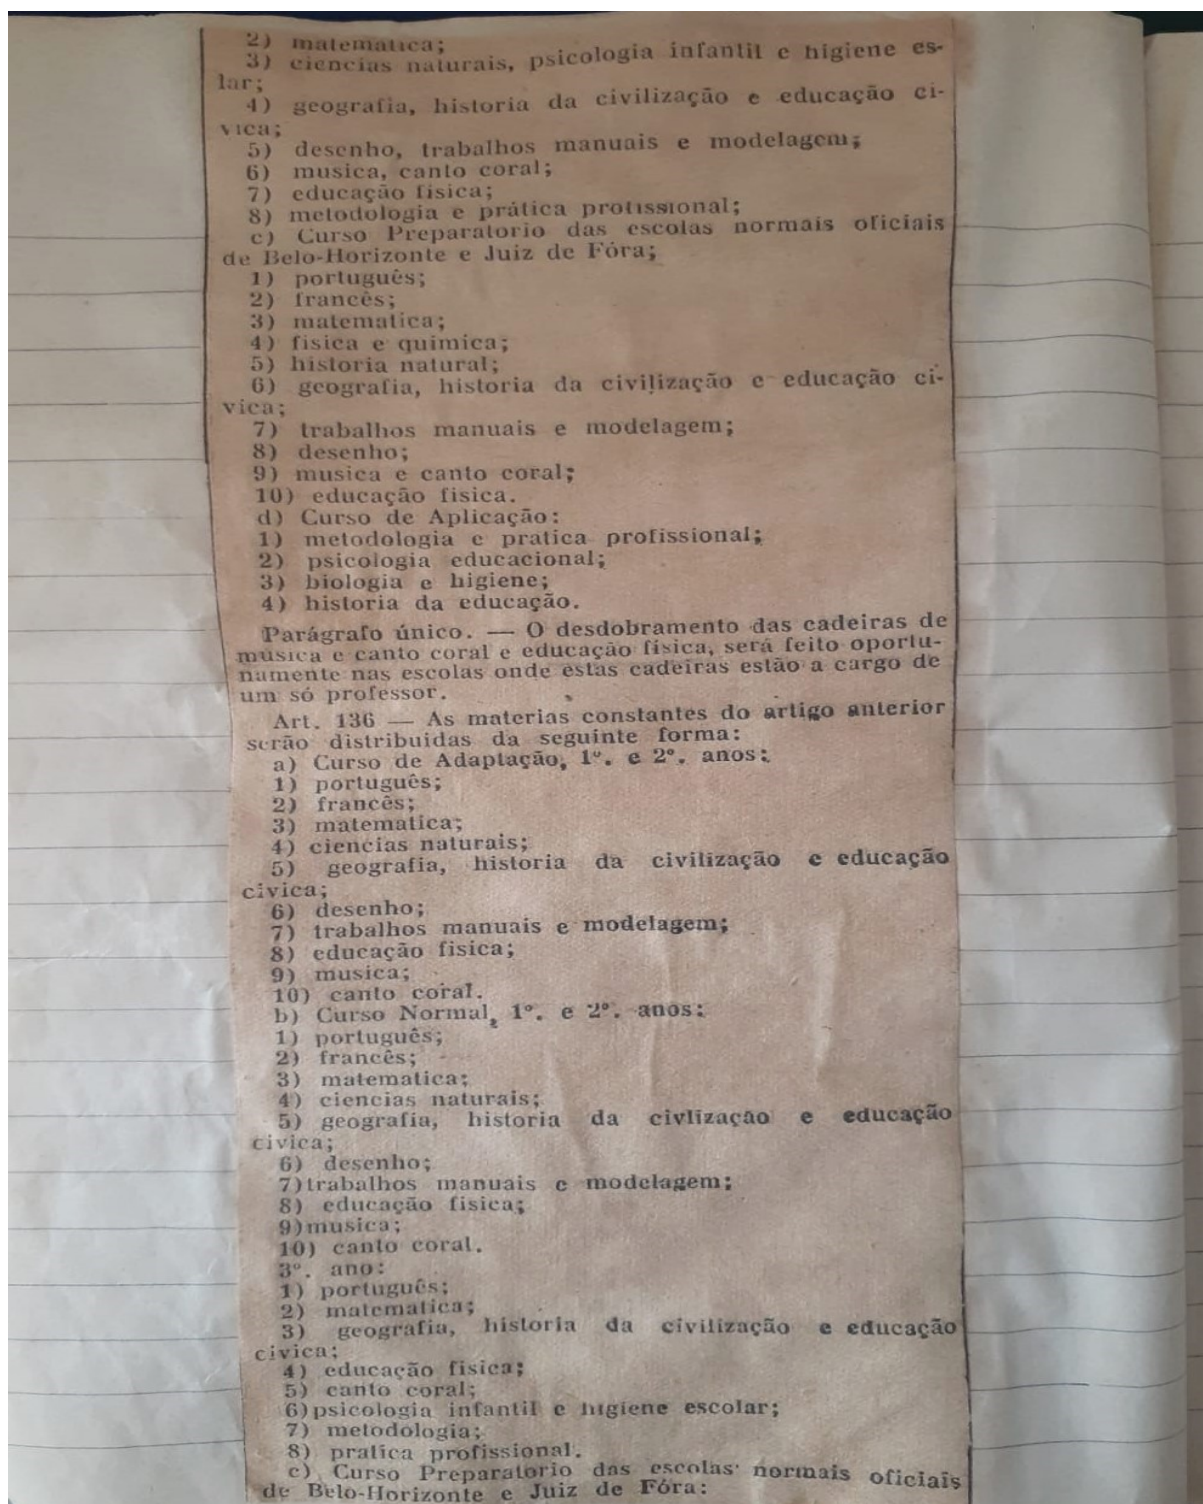 2) matematica;
3) ciencias naturais, psicologia infantil e higiene es-
lar;
4) geografia, historia da civilização e educação ci-
vica;
5) desenho, trabalhos manuais e modelagem;
6) musica, canto coral;
7) educação fisica;
8) metodologia e prática profissional;
c) Curso Preparatorio das escolas normais oficiais
de Belo-Horizonte e Juiz de Fóra;
1) português;
2) francês;
3) matematica;
4) fisica e quimica;
5) historia natural;
6) geografia, historia da civilização e educação ci-
vica;
7) trabalhos manuais e modelagem;
8) desenho;
9) musica e canto coral;
10) educação fisica.
d) Curso de Aplicação:
1) metodologia e pratica profissional;
2) psicologia educacional;
3) biologia e higiene;
4) historia da educação.
Parágrafo único. — O desdobramento das cadeiras de
música e canto coral e educação física, será feito oportu-
namente nas escolas onde estas cadeiras estão a cargo de
um só professor.
Art. 136 — As materias constantes do artigo anterior
serão distribuidas da seguinte forma:
a) Curso de Adaptação, 1º. e 2º. anos:
1) português;
2) francês;
3) matematica;
4) ciencias naturais;
5) geografia, historia da civilização e educação
civica;
6) desenho;
7) trabalhos manuais e modelagem;
8) educação fisica;
9) musica;
10) canto coral.
b) Curso Normal, 1º. e 2º. anos:
1) português;
2) francês;
3) matematica;
4) ciencias naturais;
5) geografia, historia da civlização e educação
civica;
6) desenho;
7)trabalhos manuais e modelagem;
8) educação fisica;
9)musica;
10) canto coral.
3º. ano:
1) português;
2) matematica;
3) geografia, historia da civilização e educação
civica;
4) educação fisica;
5) canto coral;
6)psicologia infantil e higiene escolar;
7) metodologia;
8) pratica profissional.
c) Curso Preparatorio das escolas normais oficiais
de Belo-Horizonte e Juiz de Fóra: